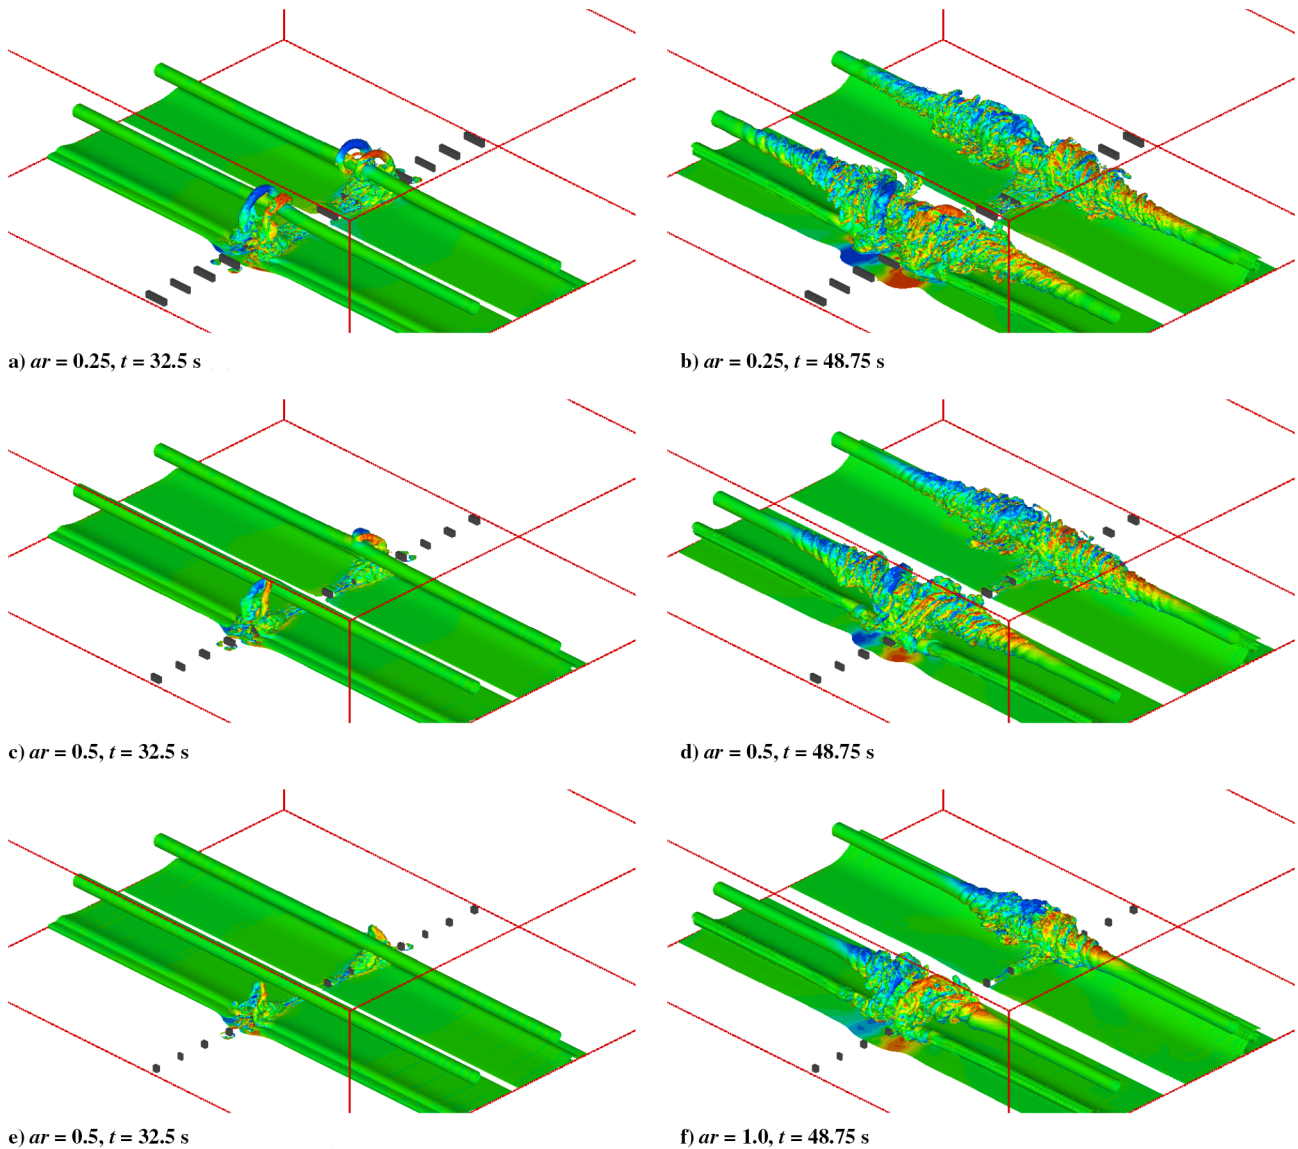 a) ar = 0.25, t = 32.5 s
b) ar = 0.25, t = 48.75 s
c) ar = 0.5, t = 32.5 s
d) ar = 0.5, t = 48.75 s
e) ar = 0.5, t = 32.5 s
f) ar = 1.0, t = 48.75 s